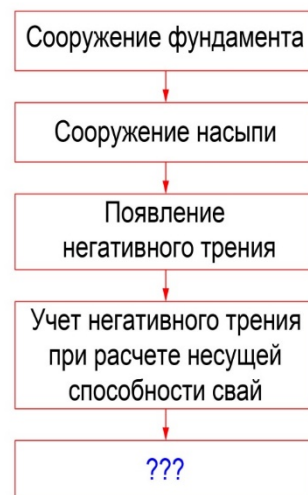 Сооружение фундамента
Сооружение насыпи
Появление
негативного трения
Учет негативного трения
при расчете несущей
способности свай
???